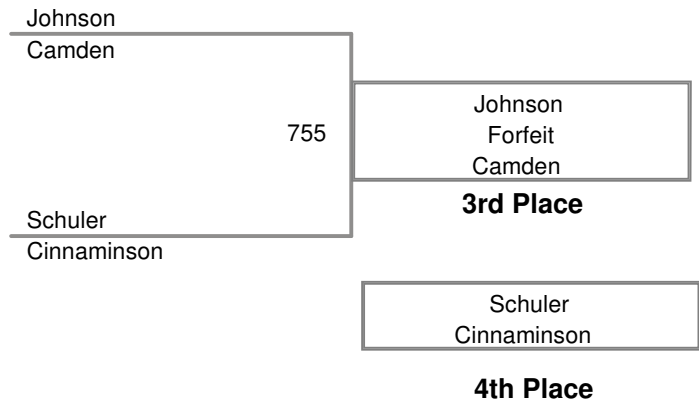 Johnson
Camden
755
Johnson
Forfeit
Camden
3rd Place
Schuler
Cinnaminson
Schuler
Cinnaminson
4th Place